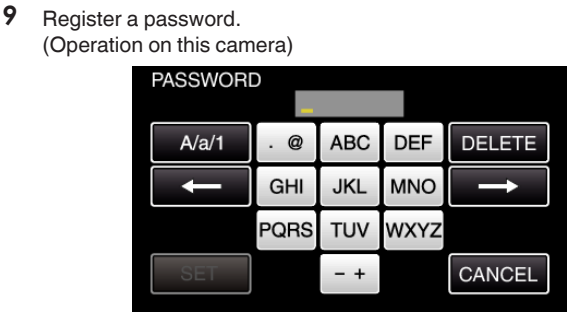 9 Register a password.
(Operation on this camera)
PASSWORD
A/a/1 . @ ABC DEF DELETE
← GHI JKL MNO →
PQRS TUV WXYZ
SET - + CANCEL